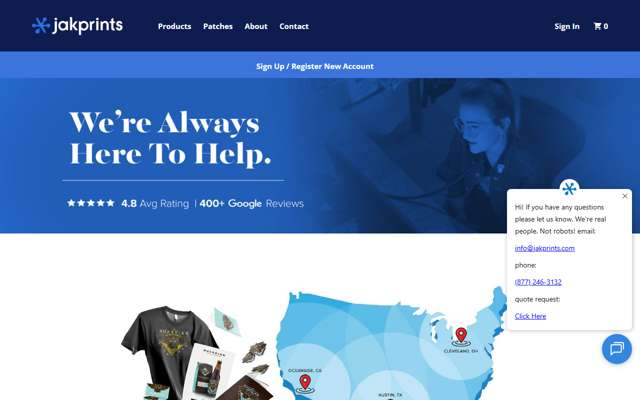 jakprints
Products Patches About Contact
Sign In 0
Sign Up / Register New Account
We're Always
Here To Help.
4.8 Avg Rating | 400+ Google Reviews
Hi! If you have any questions
please let us know. We're real
people. Not robots! email:
info@jakprints.com
phone:
(877) 246-3132
quote request:
Click Here
CLEVELAND, OH
OCEANSIDE, CA
AUSTIN, TX